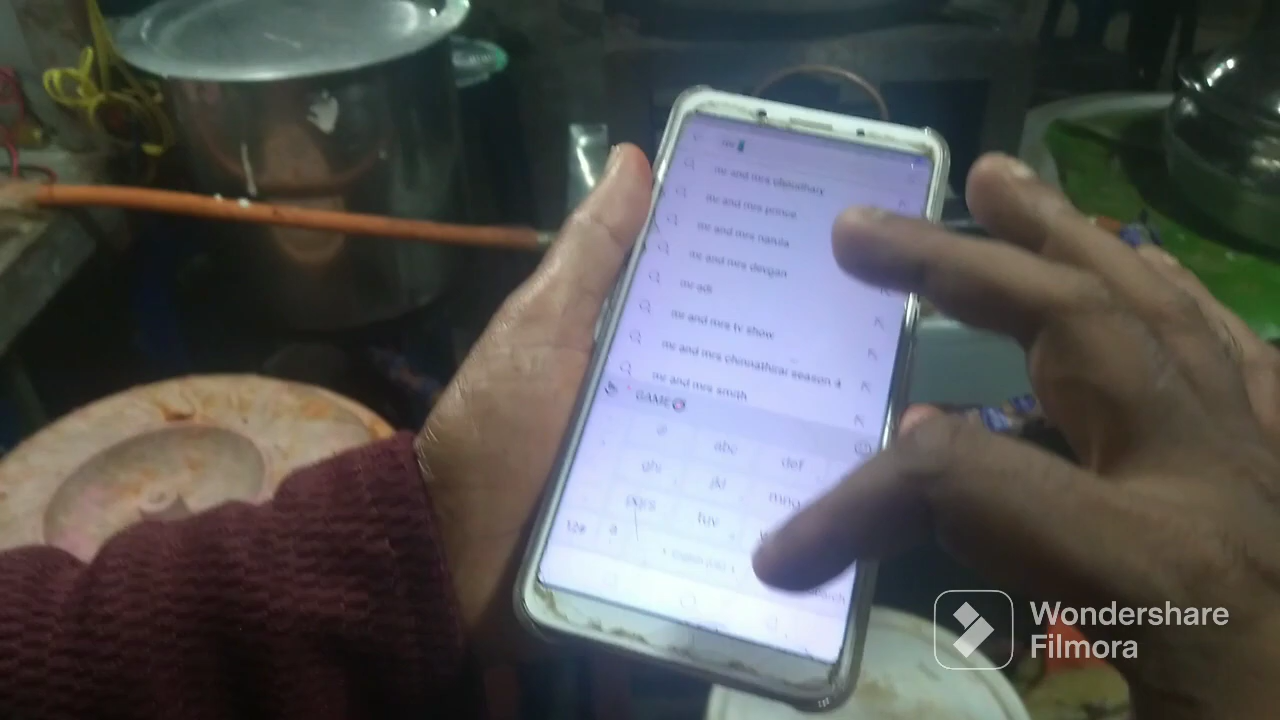 mr and mrs choudhary
mr and mrs prince
mr and mrs narula
mr and mrs devgan
mr adi
mr and mrs tv show
mr and mrs chinnathirai season 4
mr and mrs smith
GAME
@
abc
def
ghi
jkl
mno
pqrs
tuv
Wondershare
Filmora